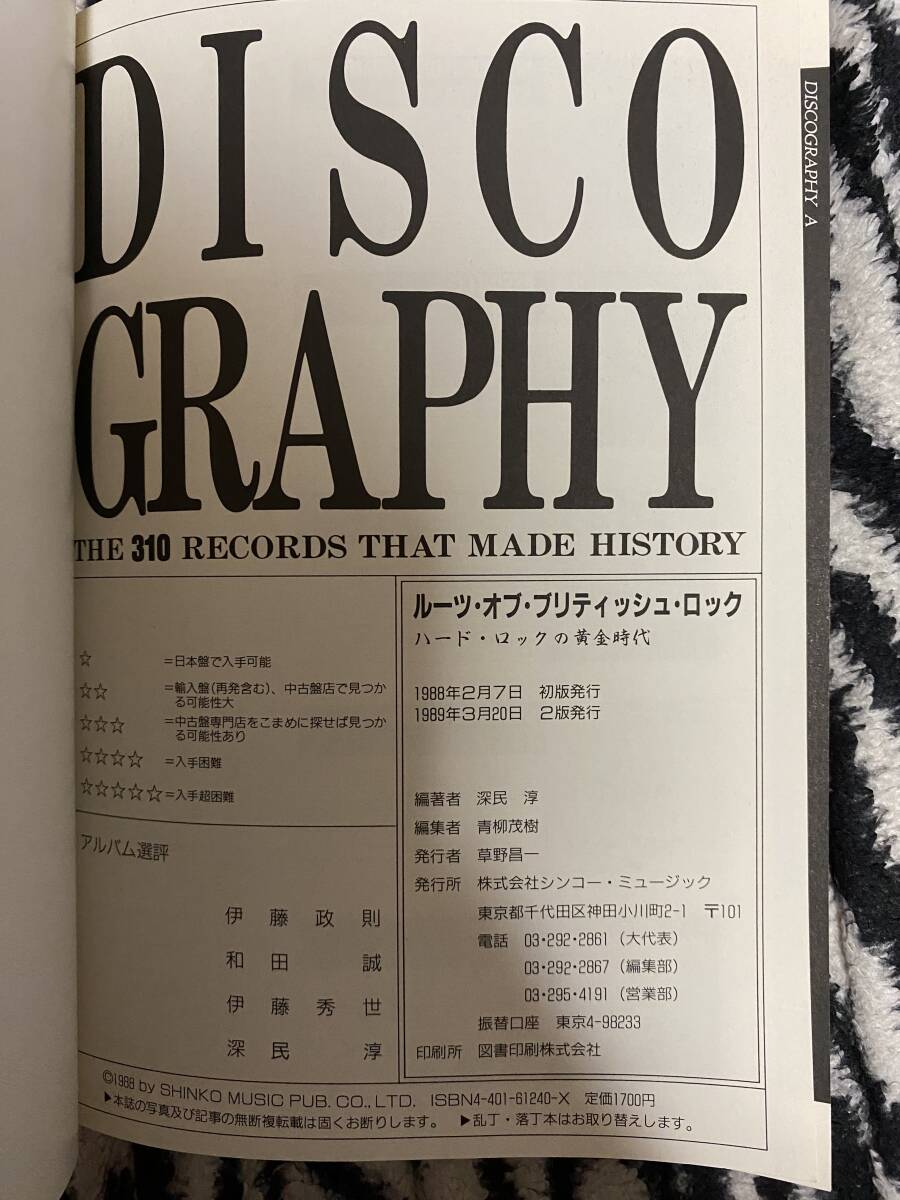 DISCO
GRAPHY
THE 310 RECORDS THAT MADE HISTORY
DISCOGRAPHY A
☆ =日本盤で入手可能
☆☆ =輸入盤(再発含む)、中古盤店で見つか
る可能性大
☆☆☆ =中古盤専門店をこまめに探せば見つか
る可能性あり
☆☆☆☆ =入手困難
☆☆☆☆☆=入手超困難
アルバム選評
伊藤政則
和田誠
伊藤秀世
深民淳
ルーツ・オブ・ブリティッシュ・ロック
ハード・ロックの黄金時代
1988年2月7日 初版発行
1989年3月20日 2版発行
編著者 深民 淳
編集者 青柳茂樹
発行者 草野昌一
発行所 株式会社シンコー・ミュージック
東京都千代田区神田小川町2-1 〒101
電話 03・292・2861(大代表)
03・292・2867(編集部)
03・295・4191(営業部)
振替口座 東京4-98233
印刷所 図書印刷株式会社
©1988 by SHINKO MUSIC PUB. CO., LTD. ISBN4-401-61240-X 定価1700円
▶本誌の写真及び記事の無断複転載は固くお断りします。 ▶乱丁・落丁本はお取り替えします。